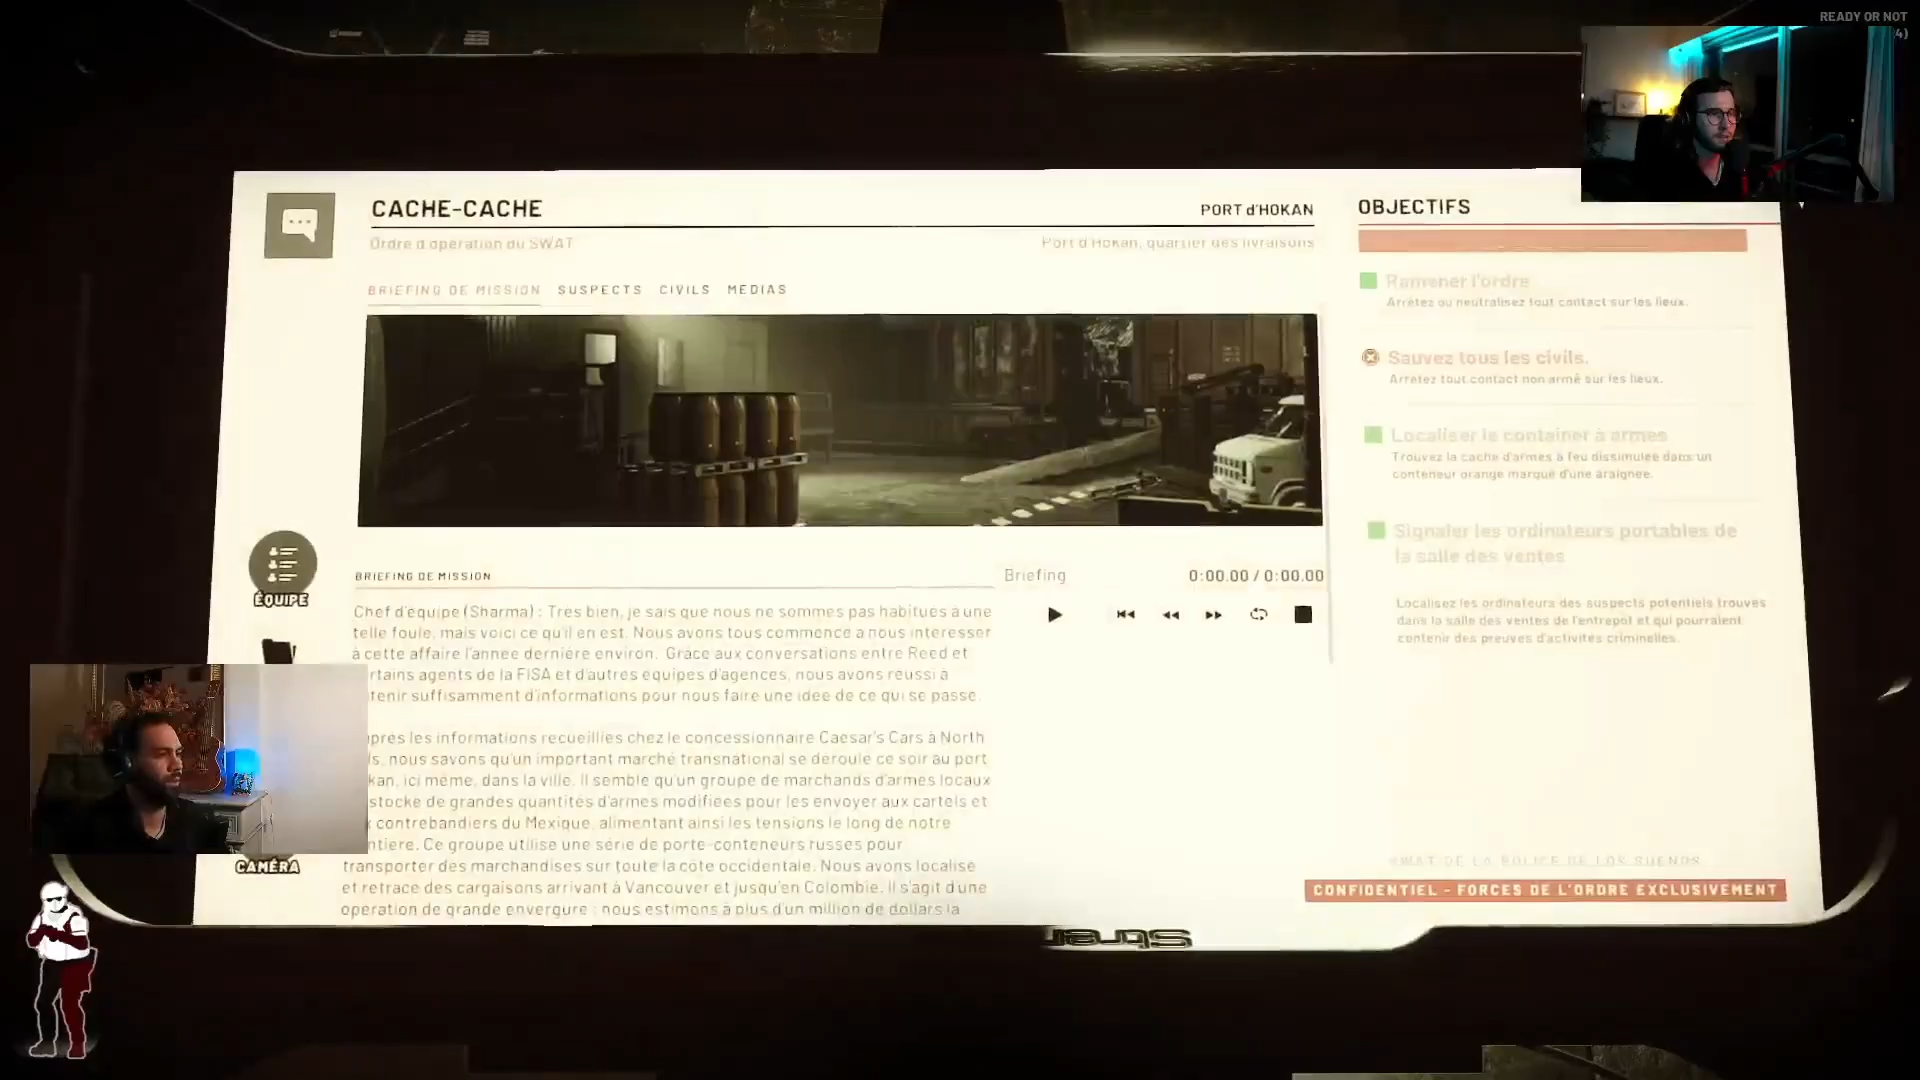 READY OR NOT
4)
CACHE-CACHE
PORT d'HOKAN
Ordre d'operation du SWAT
Port d'Hokan, quartier des livraisons
BRIEFING DE MISSION SUSPECTS CIVILS MEDIAS
OBJECTIFS
Ramener l'ordre
Arrêtez ou neutralisez tout contact sur les lieux.
Sauvez tous les civils.
Arrêtez tout contact non armé sur les lieux.
Localiser le container à armes
Trouvez la cache d'armes à feu dissimulée dans un
conteneur orange marqué d'une araignée.
Signaler les ordinateurs portables de
la salle des ventes
Localisez les ordinateurs des suspects potentiels trouvés
dans la salle des ventes de l'entrepôt et qui pourraient
contenir des preuves d'activités criminelles.
ÉQUIPE
BRIEFING DE MISSION
Briefing
0:00.00 / 0:00.00
Chef d'équipe (Sharma) : Très bien, je sais que nous ne sommes pas habitués à une
telle foule, mais voici ce qu'il en est. Nous avons tous commencé à nous intéresser
à cette affaire l'année dernière environ. Grâce aux conversations entre Reed et
rtains agents de la FISA et d'autres équipes d'agences, nous avons réussi à
tenir suffisamment d'informations pour nous faire une idée de ce qui se passe.
près les informations recueillies chez le concessionnaire Caesar's Cars à North
s, nous savons qu'un important marché transnational se déroule ce soir au port
kan, ici même, dans la ville. Il semble qu'un groupe de marchands d'armes locaux
stocke de grandes quantités d'armes modifiées pour les envoyer aux cartels et
x contrebandiers du Mexique, alimentant ainsi les tensions le long de notre
ntière. Ce groupe utilise une série de porte-conteneurs russes pour
transporter des marchandises sur toute la côte occidentale. Nous avons localisé
et retracé des cargaisons arrivant à Vancouver et jusqu'en Colombie. Il s'agit d'une
opération de grande envergure : nous estimons à plus d'un million de dollars la
CAMÉRA
SWAT DE LA POLICE DE LOS SUENOS
CONFIDENTIEL - FORCES DE L'ORDRE EXCLUSIVEMENT